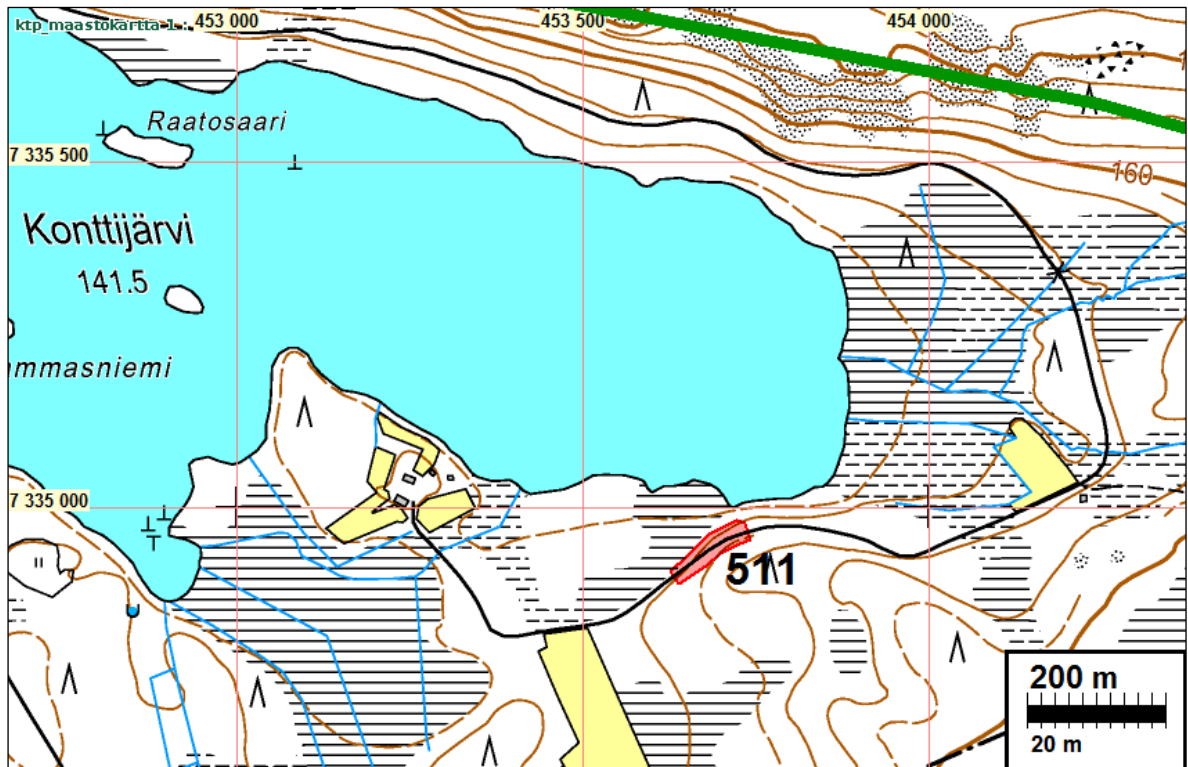 ktp_maastokartta 1 :
453 000
453 500
454 000
Raatosaari
7 335 500
160
Konttijärvi
141.5
mmasniemi
7 335 000
511
200 m
20 m